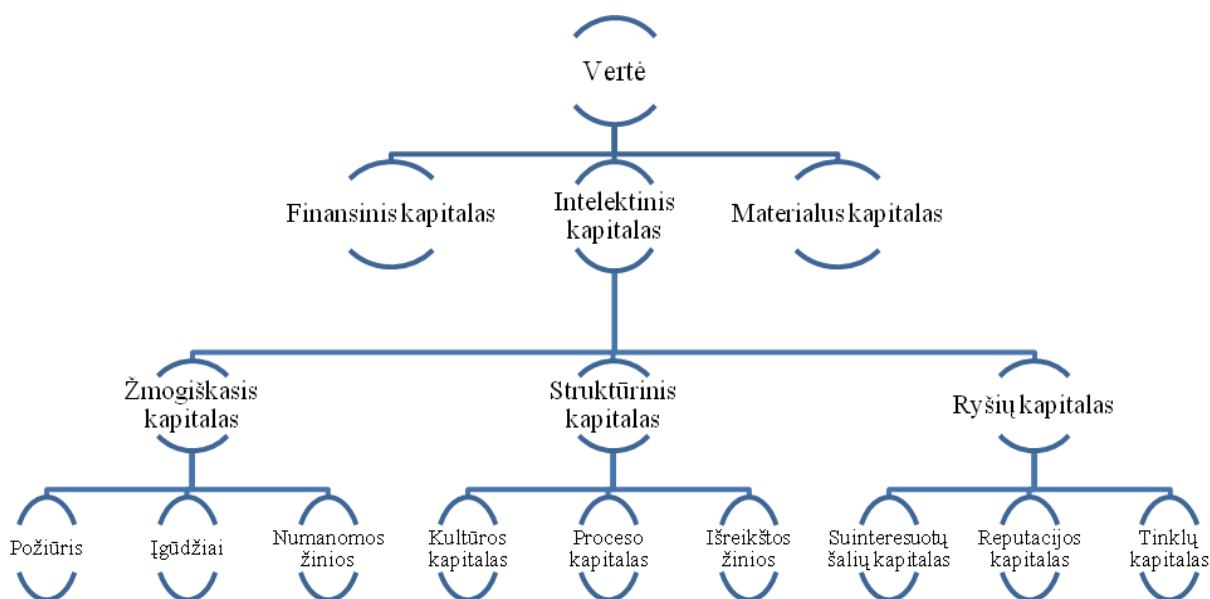 Vertė
Finansinis kapitalas
Intelektinis
kapitalas
Materialus kapitalas
Žmogiškasis
kapitalas
Struktūrinis
kapitalas
Ryšių kapitalas
Požiūris
Įgūdžiai
Numanomos
žinios
Kultūros
kapitalas
Proceso
kapitalas
Išreikštos
žinios
Suinteresuotų
šalių kapitalas
Reputacijos
kapitalas
Tinklų
kapitalas